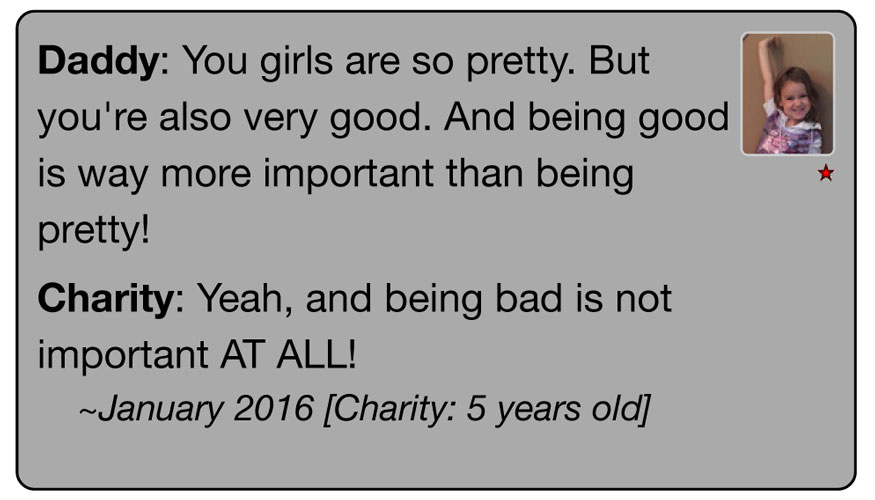 Daddy: You girls are so pretty. But
you're also very good. And being good
is way more important than being
pretty!
Charity: Yeah, and being bad is not
important AT ALL!
~January 2016 [Charity: 5 years old]